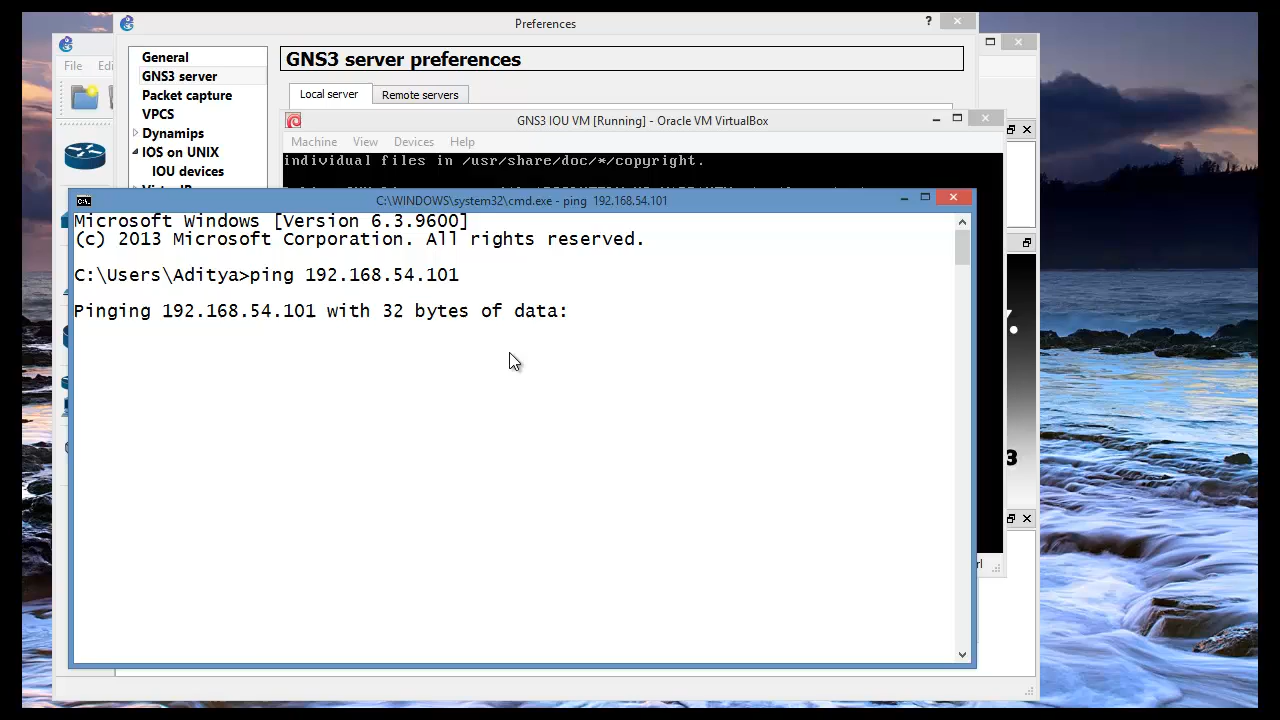 Preferences
?
File Edi
General
GNS3 server
Packet capture
VPCS
Dynamips
IOS on UNIX
IOU devices
GNS3 server preferences
Local server Remote servers
GNS3 IOU VM [Running] - Oracle VM VirtualBox
Machine View Devices Help
individual files in /usr/share/doc/*/copyright.
C:\WINDOWS\system32\cmd.exe - ping 192.168.54.101
Microsoft Windows [Version 6.3.9600]
(c) 2013 Microsoft Corporation. All rights reserved.
C:\Users\Aditya>ping 192.168.54.101
Pinging 192.168.54.101 with 32 bytes of data:
3
rl